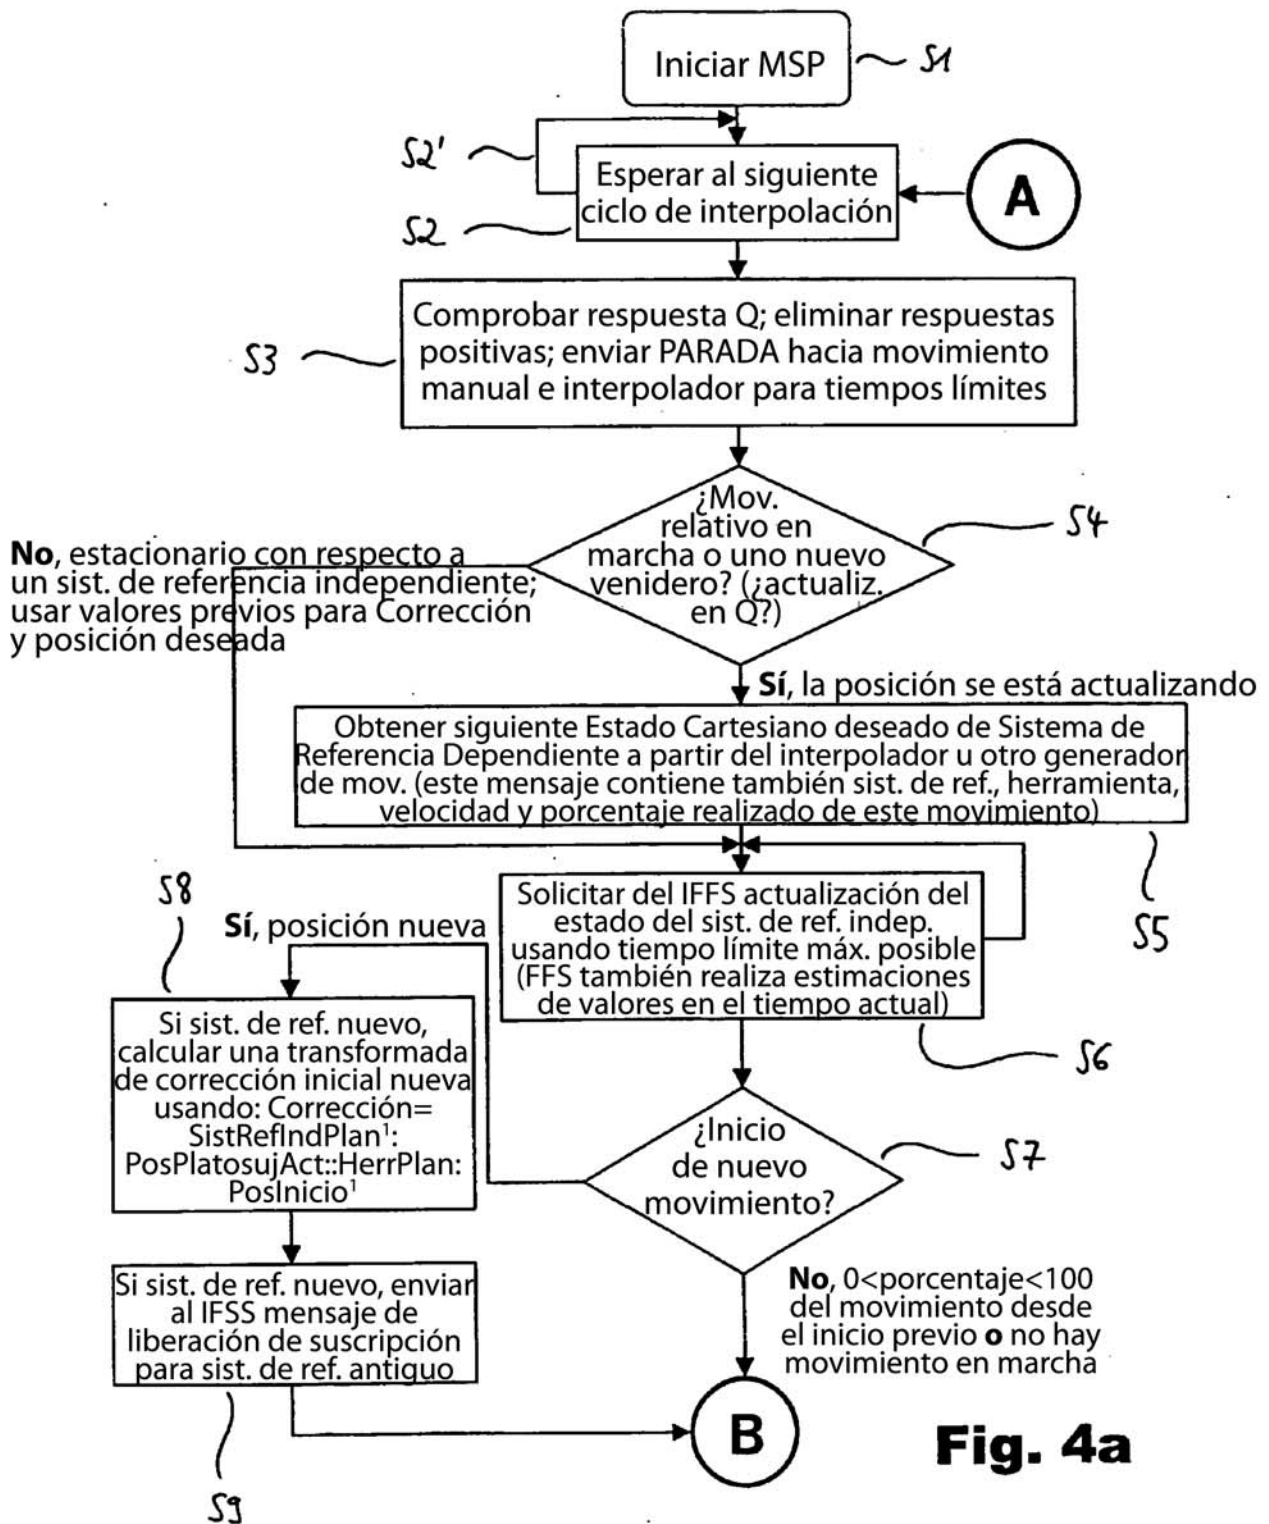 Iniciar MSP
S1
S2'
Esperar al siguiente
ciclo de interpolación
A
S2
Comprobar respuesta Q; eliminar respuestas
positivas; enviar PARADA hacia movimiento
manual e interpolador para tiempos límites
S3
¿Mov.
relativo en
marcha o uno nuevo
venidero? (¿actualiz.
en Q?)
S4
No, estacionario con respecto a
un sist. de referencia independiente;
usar valores previos para Corrección
y posición deseada
Sí, la posición se está actualizando
Obtener siguiente Estado Cartesiano deseado de Sistema de
Referencia Dependiente a partir del interpolador u otro generador
de mov. (este mensaje contiene también sist. de ref., herramienta,
velocidad y porcentaje realizado de este movimiento)
S5
Solicitar del IFFS actualización del
estado del sist. de ref. indep.
usando tiempo límite máx. posible
(FFS también realiza estimaciones
de valores en el tiempo actual)
S6
S8
Sí, posición nueva
Si sist. de ref. nuevo,
calcular una transformada
de corrección inicial nueva
usando: Corrección=
SistRefIndPlan¹:
PosPlatosujAct::HerrPlan:
PosInicio¹
¿Inicio
de nuevo
movimiento?
S7
Si sist. de ref. nuevo, enviar
al IFSS mensaje de
liberación de suscripción
para sist. de ref. antiguo
S9
No, 0<porcentaje<100
del movimiento desde
el inicio previo o no hay
movimiento en marcha
B
Fig. 4a